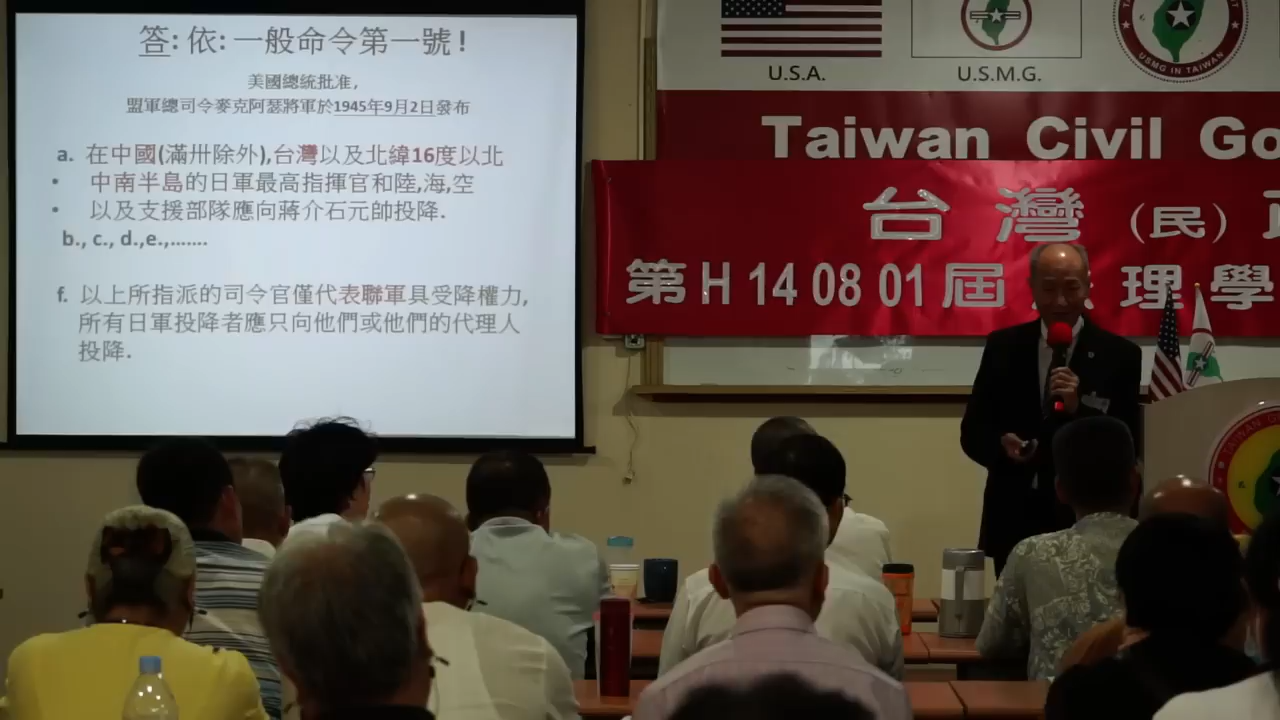 答: 依: 一般命令第一號 !
美國總統批准,
盟軍總司令麥克阿瑟將軍於1945年9月2日發布
a. 在中國(滿卅除外),台灣以及北緯16度以北
• 中南半島的日軍最高指揮官和陸,海,空
• 以及支援部隊應向蔣介石元帥投降.
b., c., d.,e.,.......
f. 以上所指派的司令官僅代表聯軍具受降權力,
所有日軍投降者應只向他們或他們的代理人
投降.
U.S.A.
U.S.M.G.
USMG IN TAIWAN
Taiwan Civil Go
台灣 (民)
第H 14 08 01屆 理學
TAIWAN